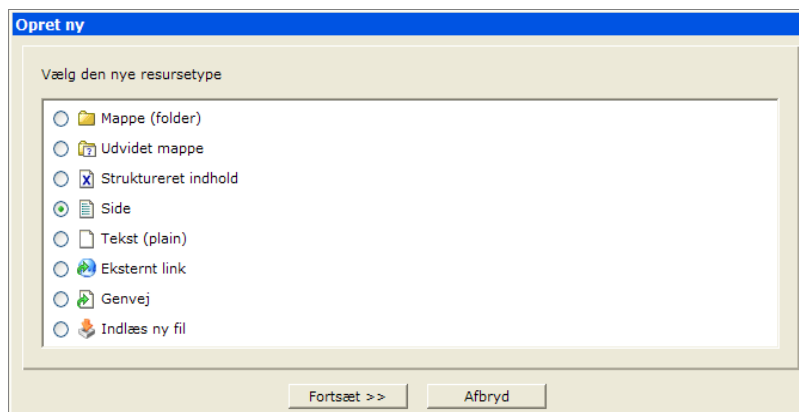 Opret ny
Vælg den nye resursetype
Mappe (folder)
Udvidet mappe
Struktureret indhold
Side
Tekst (plain)
Eksternt link
Genvej
Indlæs ny fil
Fortsæt >> Afbryd